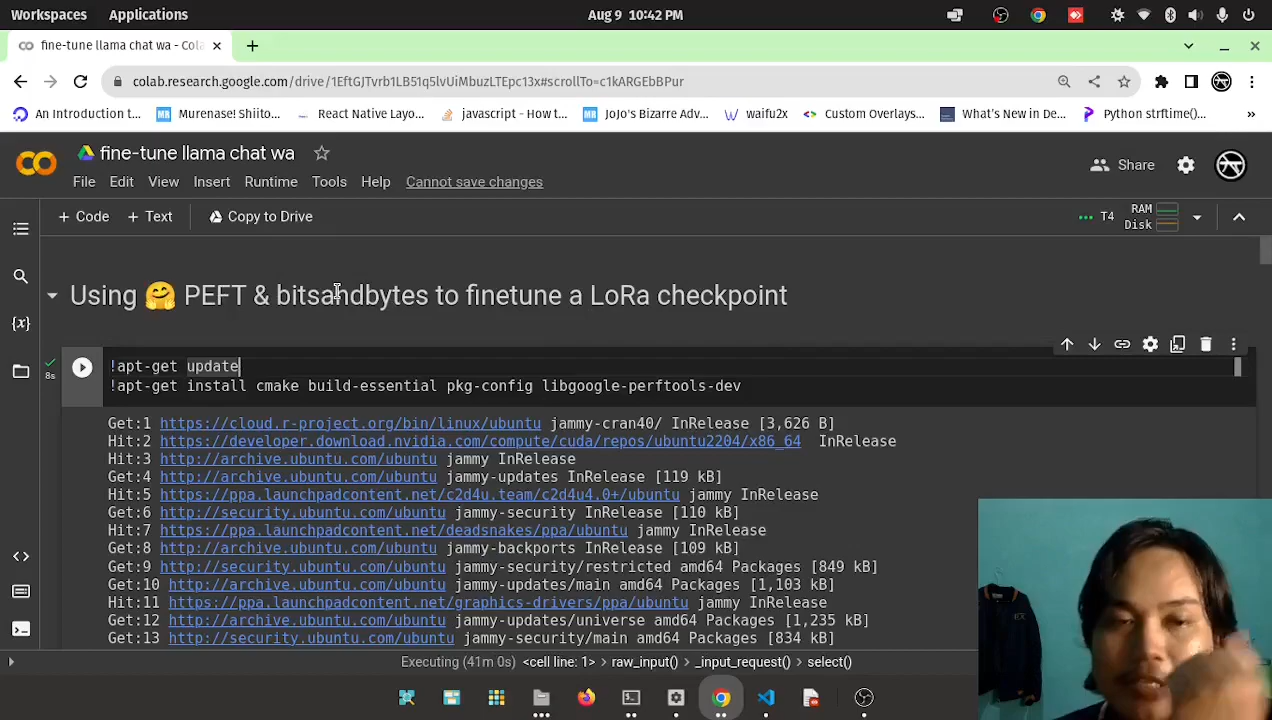 Workspaces Applications Aug 9 10:42 PM
fine-tune llama chat wa - Cola
colab.research.google.com/drive/1EftGJTvrb1LB51q5lvUiMbuzLTEpc13x#scrollTo=c1kARGEbBPur
An Introduction t... Murenase! Shiito... React Native Layo... javascript - How t... JoJo's Bizarre Adv... waifu2x Custom Overlays... What's New in De... Python strftime()... »
fine-tune llama chat wa
Share
File Edit View Insert Runtime Tools Help Cannot save changes
+ Code + Text Copy to Drive T4 RAM
Disk
Using 🤗 PEFT & bitsandbytes to finetune a LoRa checkpoint
!apt-get update
8s
!apt-get install cmake build-essential pkg-config libgoogle-perftools-dev
Get:1 https://cloud.r-project.org/bin/linux/ubuntu jammy-cran40/ InRelease [3,626 B]
Hit:2 https://developer.download.nvidia.com/compute/cuda/repos/ubuntu2204/x86_64 InRelease
Hit:3 http://archive.ubuntu.com/ubuntu jammy InRelease
Get:4 http://archive.ubuntu.com/ubuntu jammy-updates InRelease [119 kB]
Hit:5 https://ppa.launchpadcontent.net/c2d4u.team/c2d4u4.0+/ubuntu jammy InRelease
Get:6 http://security.ubuntu.com/ubuntu jammy-security InRelease [110 kB]
Hit:7 https://ppa.launchpadcontent.net/deadsnakes/ppa/ubuntu jammy InRelease
Get:8 http://archive.ubuntu.com/ubuntu jammy-backports InRelease [109 kB]
Get:9 http://security.ubuntu.com/ubuntu jammy-security/restricted amd64 Packages [849 kB]
Get:10 http://archive.ubuntu.com/ubuntu jammy-updates/main amd64 Packages [1,103 kB]
Hit:11 https://ppa.launchpadcontent.net/graphics-drivers/ppa/ubuntu jammy InRelease
Get:12 http://archive.ubuntu.com/ubuntu jammy-updates/universe amd64 Packages [1,235 kB]
Get:13 http://security.ubuntu.com/ubuntu jammy-security/main amd64 Packages [834 kB]
Executing (41m 0s) <cell line: 1> > raw_input() > _input_request() > select()